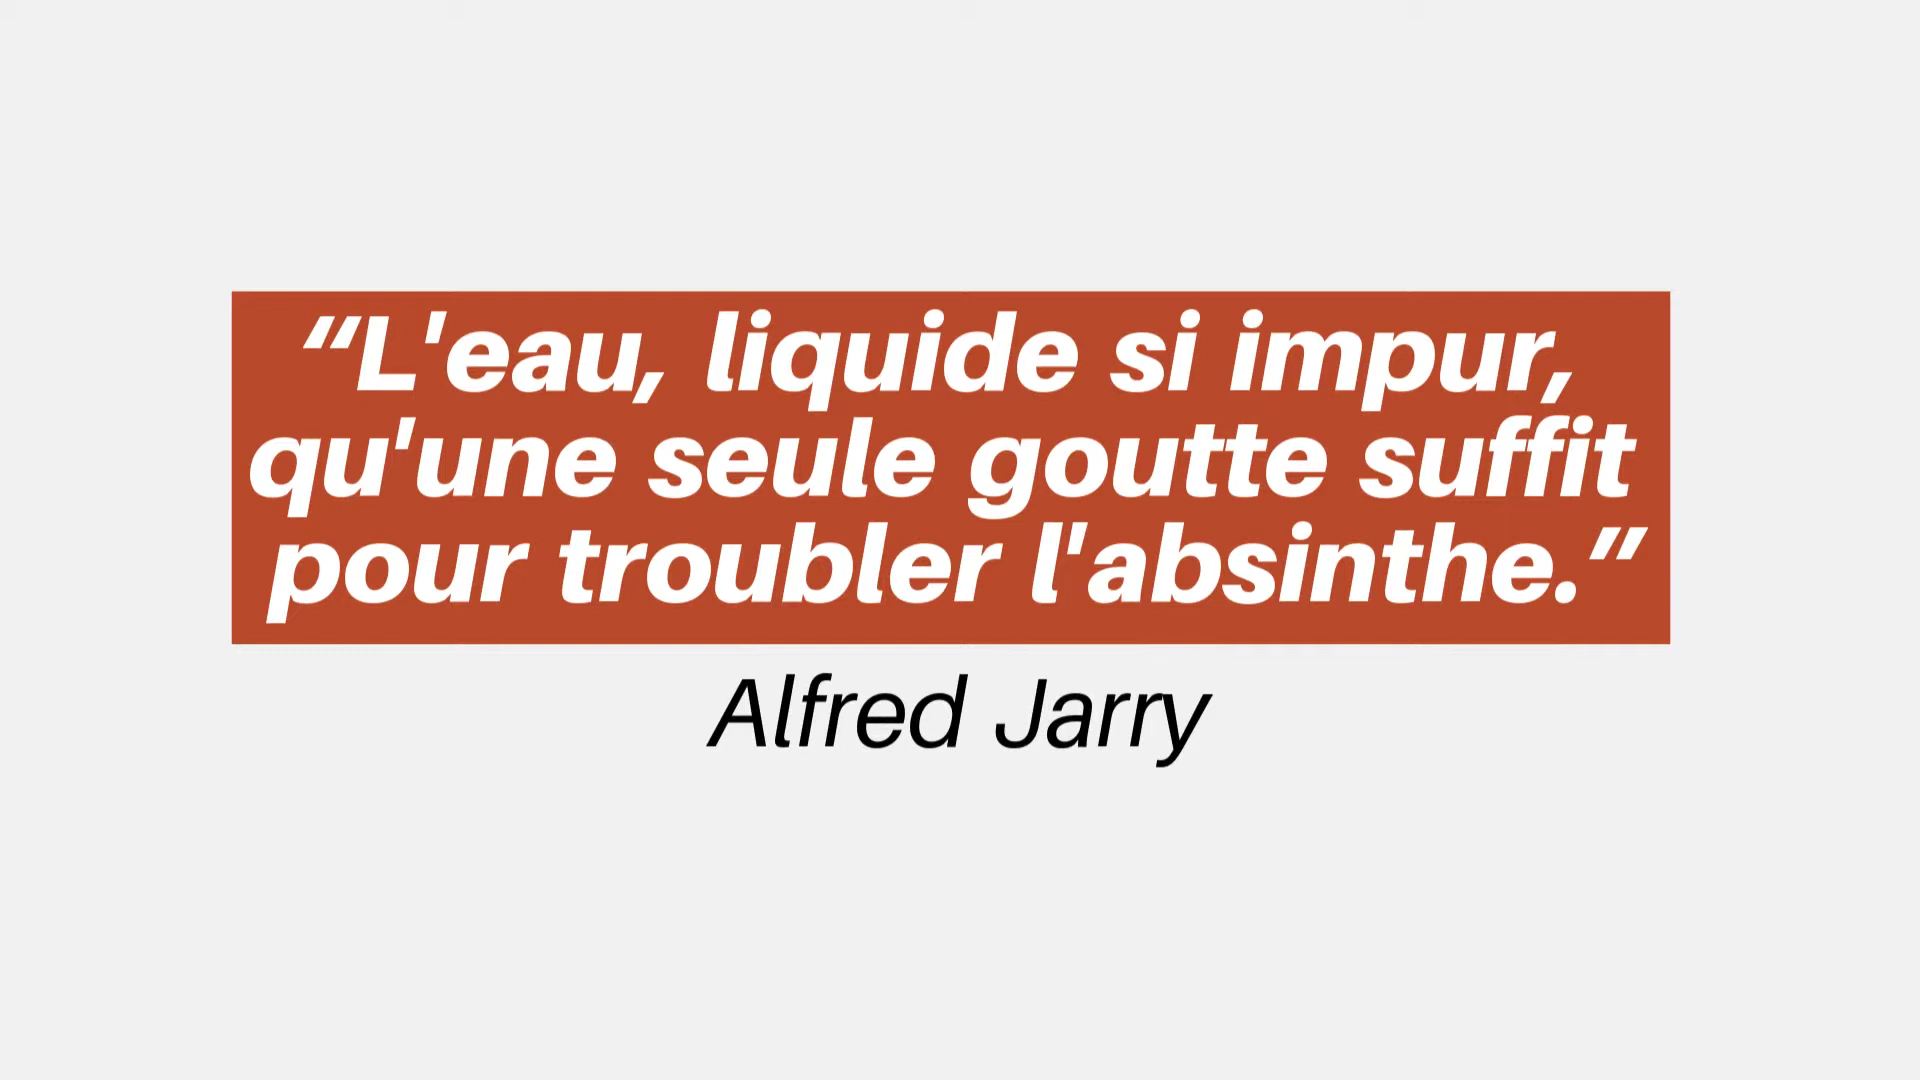 “L'eau, liquide si impur,
qu'une seule goutte suffit
pour troubler l'absinthe.”
Alfred Jarry